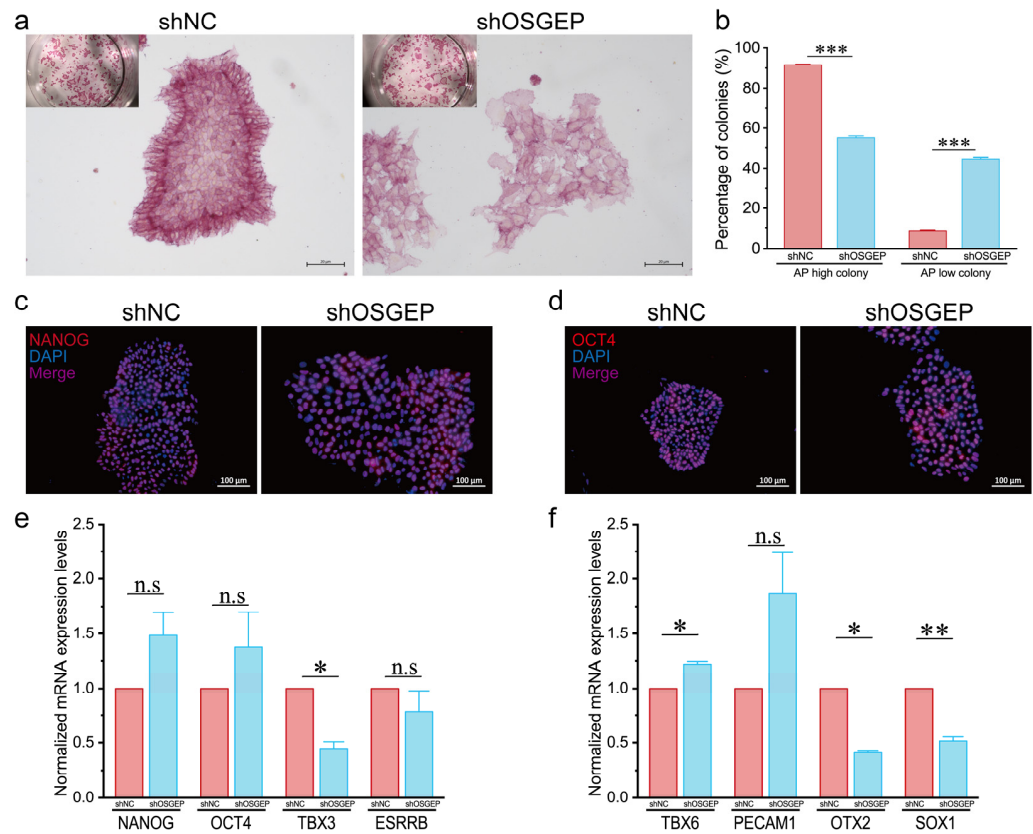 a
shNC
shOSGEP
20 μm
20 μm
b
Percentage of colonies (%)
100
80
60
40
20
0
***
***
shNC
shOSGEP
shNC
shOSGEP
AP high colony
AP low colony
c
shNC
shOSGEP
NANOG
DAPI
Merge
100 μm
100 μm
d
shNC
shOSGEP
OCT4
DAPI
Merge
100 μm
100 μm
e
Normalized mRNA expression levels
2.5
2.0
1.5
1.0
0.5
0.0
n.s
n.s
*
n.s
shNC
shOSGEP
shNC
shOSGEP
shNC
shOSGEP
shNC
shOSGEP
NANOG
OCT4
TBX3
ESRRB
f
Normalized mRNA expression levels
2.5
2.0
1.5
1.0
0.5
0.0
*
n.s
*
**
shNC
shOSGEP
shNC
shOSGEP
shNC
shOSGEP
shNC
shOSGEP
TBX6
PECAM1
OTX2
SOX1